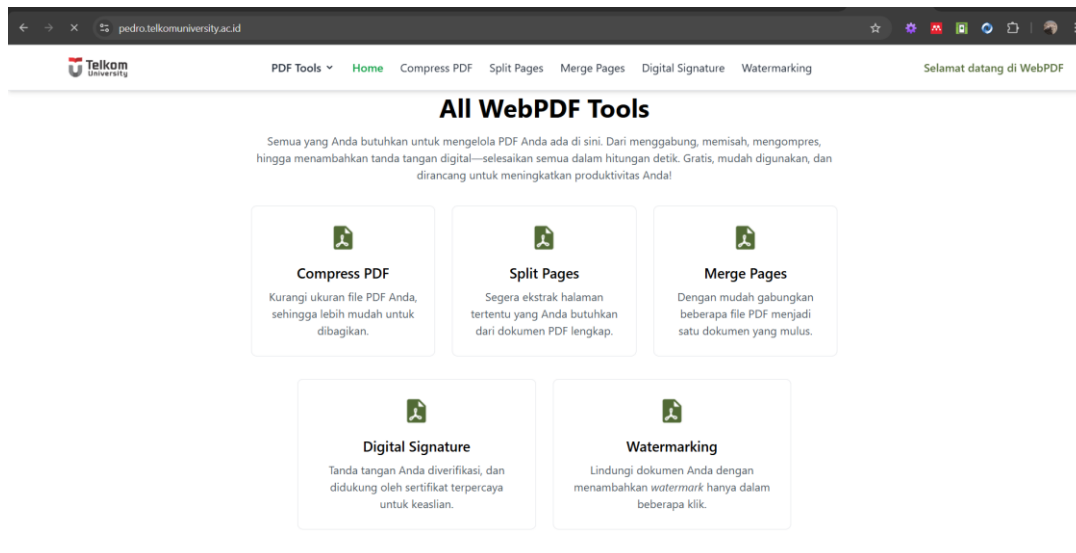 pedro.telkomuniversity.ac.id
Telkom
University
PDF Tools Home Compress PDF Split Pages Merge Pages Digital Signature Watermarking Selamat datang di WebPDF
All WebPDF Tools
Semua yang Anda butuhkan untuk mengelola PDF Anda ada di sini. Dari menggabung, memisah, mengompres,
hingga menambahkan tanda tangan digital—selesaikan semua dalam hitungan detik. Gratis, mudah digunakan, dan
dirancang untuk meningkatkan produktivitas Anda!
Compress PDF
Kurangi ukuran file PDF Anda,
sehingga lebih mudah untuk
dibagikan.
Split Pages
Segera ekstrak halaman
tertentu yang Anda butuhkan
dari dokumen PDF lengkap.
Merge Pages
Dengan mudah gabungkan
beberapa file PDF menjadi
satu dokumen yang mulus.
Digital Signature
Tanda tangan Anda diverifikasi, dan
didukung oleh sertifikat terpercaya
untuk keaslian.
Watermarking
Lindungi dokumen Anda dengan
menambahkan watermark hanya dalam
beberapa klik.